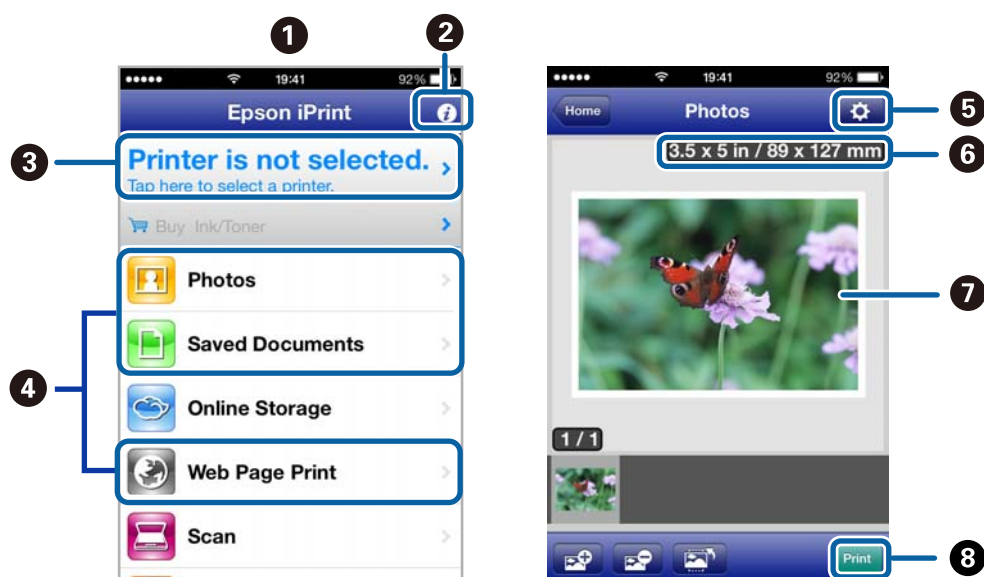 1
2
19:41
92%
Epson iPrint
i
3
Printer is not selected.
Tap here to select a printer.
Buy Ink/Toner
Photos
Saved Documents
4
Online Storage
Web Page Print
Scan
19:41
92%
Home
Photos
5
3.5 x 5 in / 89 x 127 mm
6
7
1 / 1
Print
8